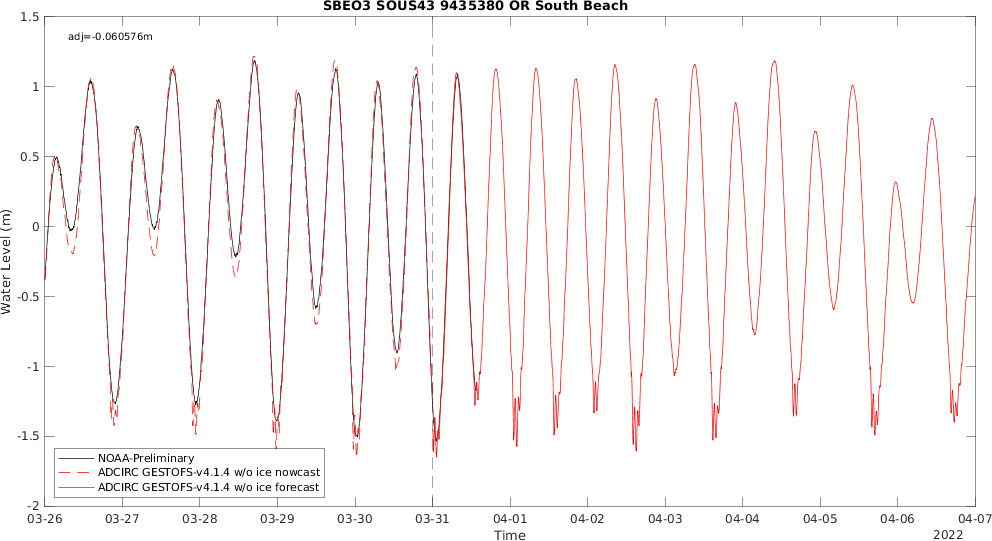 SBEO3 SOUS43 9435380 OR South Beach
adj=-0.060576m
1.5
1
0.5
0
-0.5
-1
-1.5
-2
Water Level (m)
NOAA-Preliminary
ADCIRC GESTOFS-v4.1.4 w/o ice nowcast
ADCIRC GESTOFS-v4.1.4 w/o ice forecast
03-26 03-27 03-28 03-29 03-30 03-31 04-01 04-02 04-03 04-04 04-05 04-06 04-07
Time
2022